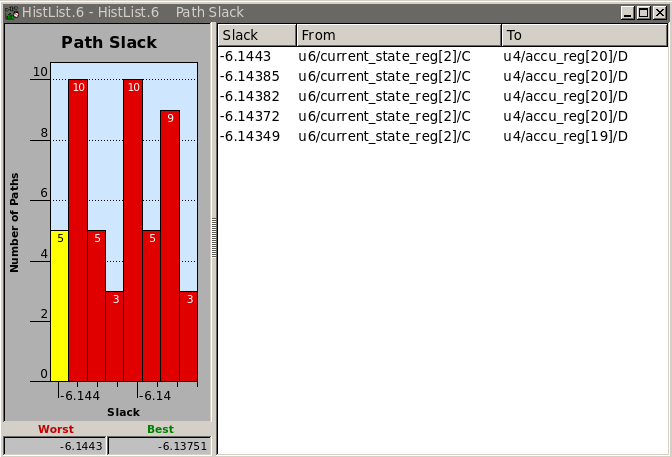 HistList.6 - HistList.6 Path Slack
Path Slack
10
8
6
4
2
0
Number of Paths
5
10
5
3
10
5
9
3
-6.144
-6.14
Slack
Worst
Best
-6.1443
-6.13751
Slack From To
-6.1443 u6/current_state_reg[2]/C u4/accu_reg[20]/D
-6.14385 u6/current_state_reg[2]/C u4/accu_reg[20]/D
-6.14382 u6/current_state_reg[2]/C u4/accu_reg[20]/D
-6.14372 u6/current_state_reg[2]/C u4/accu_reg[20]/D
-6.14349 u6/current_state_reg[2]/C u4/accu_reg[19]/D